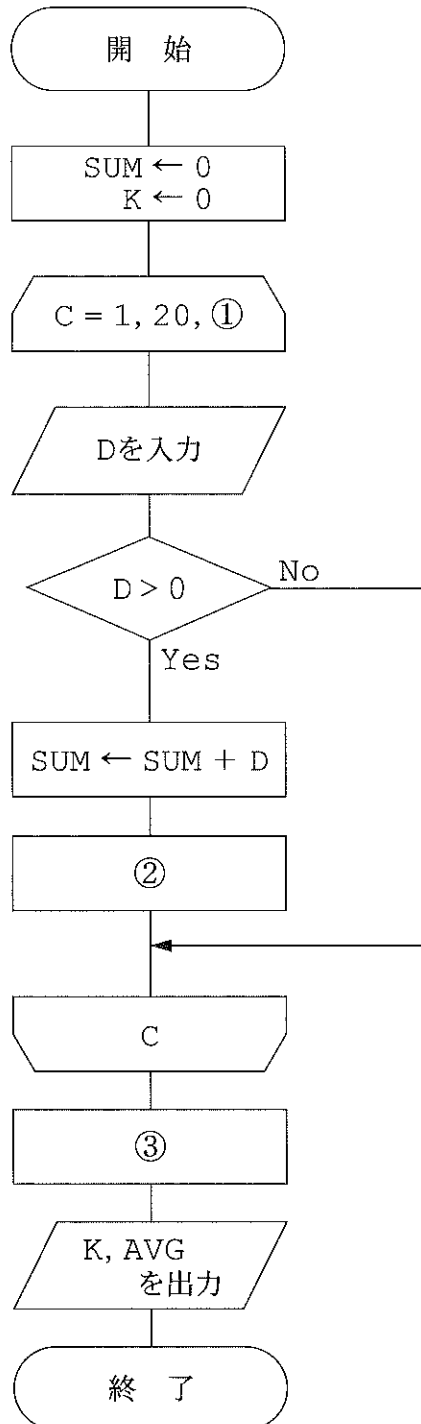 開 始
SUM ← 0
K ← 0
C = 1, 20, ①
Dを入力
D > 0
No
Yes
SUM ← SUM + D
②
C
③
K, AVG
を出力
終 了